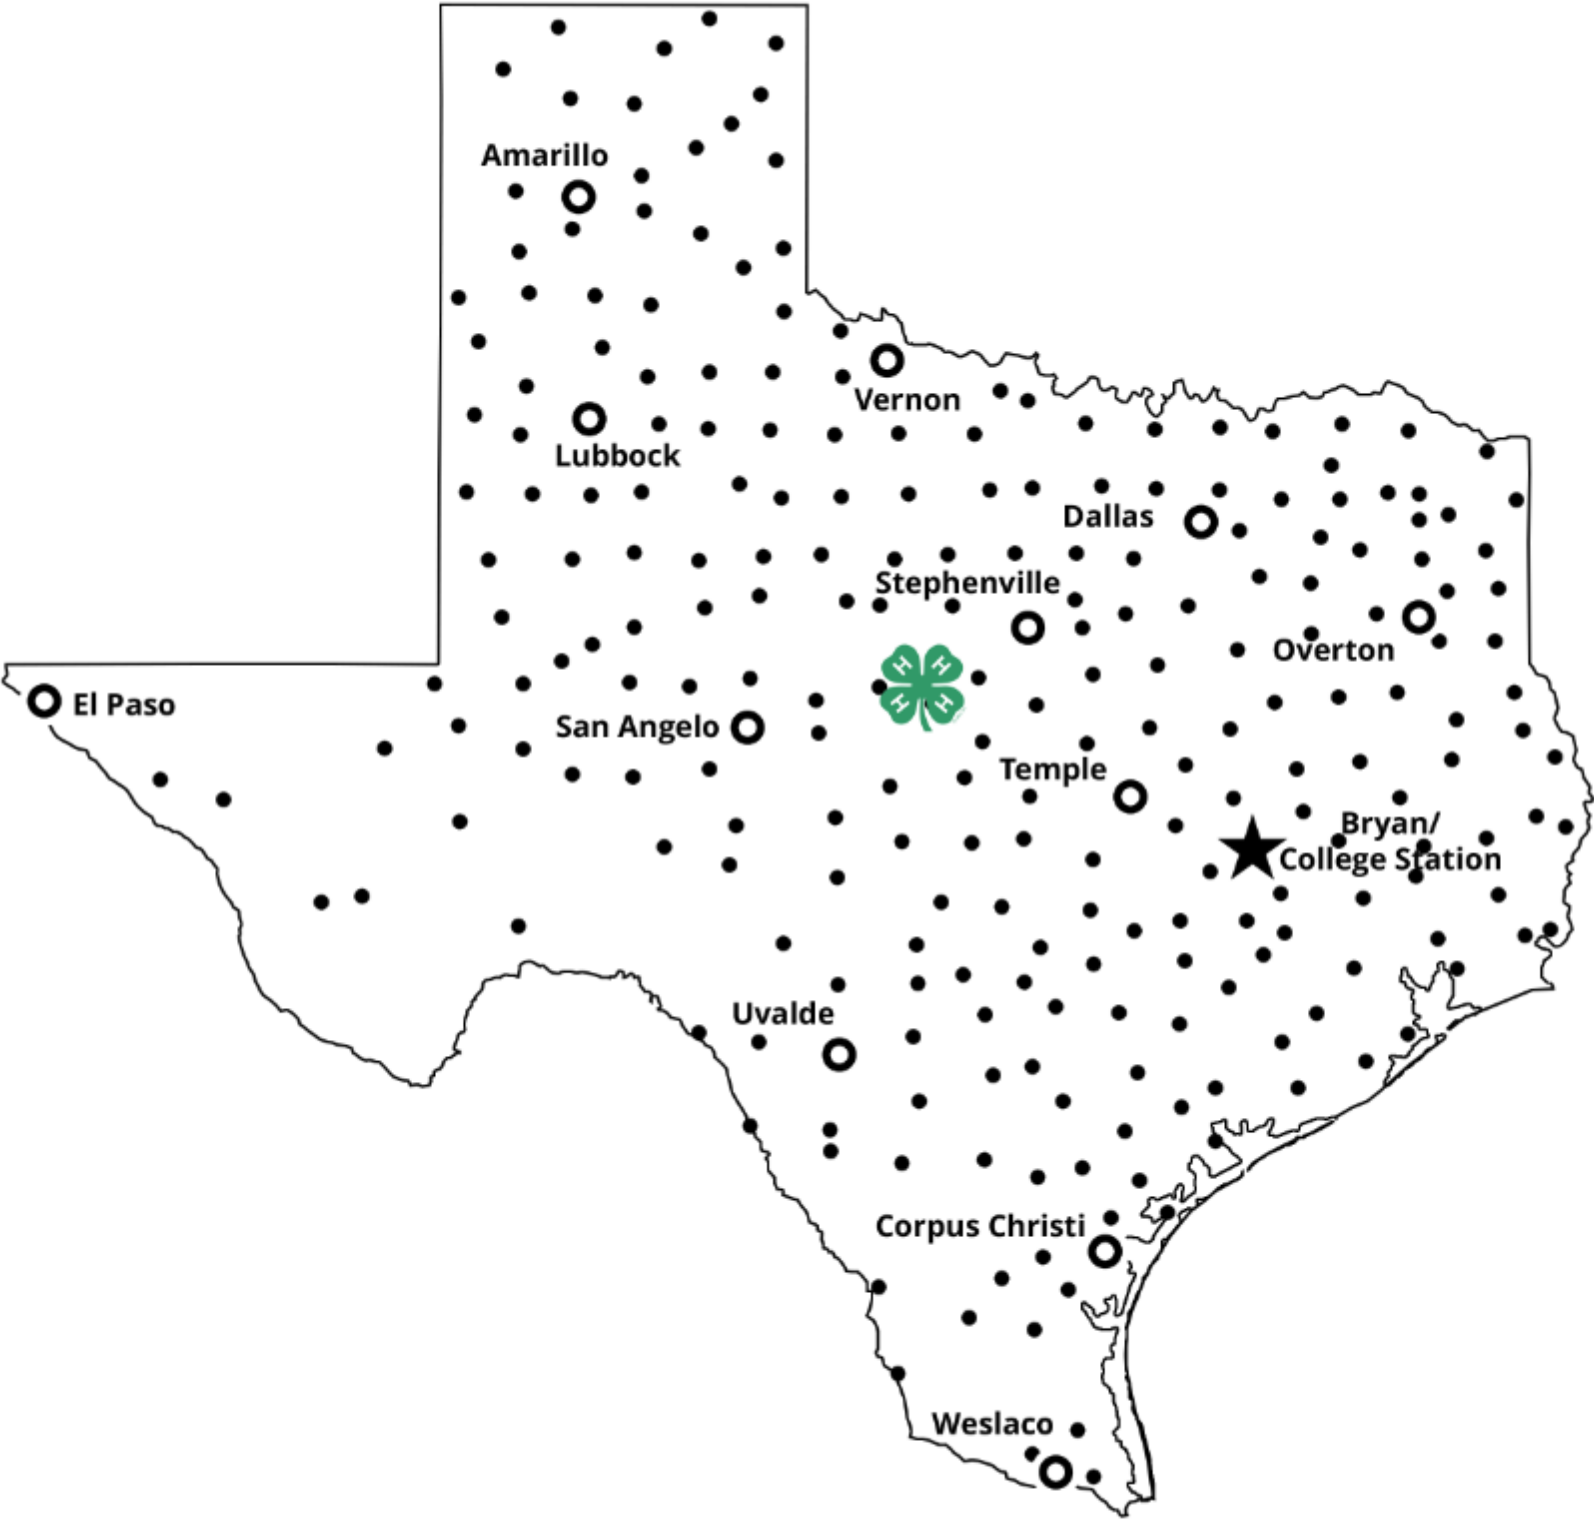 Amarillo
Vernon
Lubbock
Dallas
Stephenville
Overton
El Paso
H H
H H
San Angelo
Temple
Bryan/
College Station
Uvalde
Corpus Christi
Weslaco